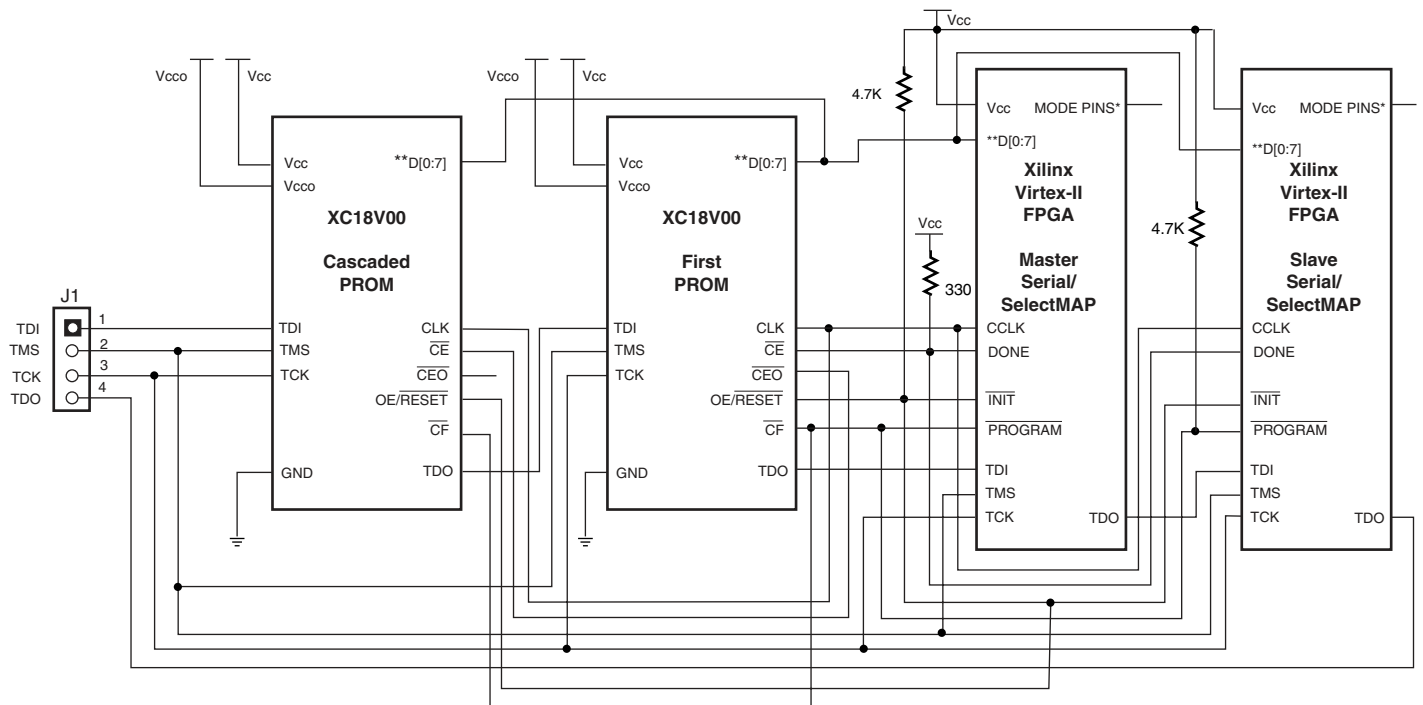 Vcco
Vcc
Vcc
Vcco
**D[0:7]
XC18V00
Cascaded
PROM
J1
TDI
TMS
TCK
TDO
1
2
3
4
TDI
TMS
TCK
GND
CLK
CE
CEO
OE/RESET
CF
TDO
Vcco
Vcc
Vcc
Vcco
**D[0:7]
XC18V00
First
PROM
TDI
TMS
TCK
GND
CLK
CE
CEO
OE/RESET
CF
TDO
Vcc
4.7K
Vcc
330
4.7K
Vcc
MODE PINS*
**D[0:7]
Xilinx
Virtex-II
FPGA
Master
Serial/
SelectMAP
CCLK
DONE
INIT
PROGRAM
TDI
TMS
TCK
TDO
Vcc
MODE PINS*
**D[0:7]
Xilinx
Virtex-II
FPGA
Slave
Serial/
SelectMAP
CCLK
DONE
INIT
PROGRAM
TDI
TMS
TCK
TDO